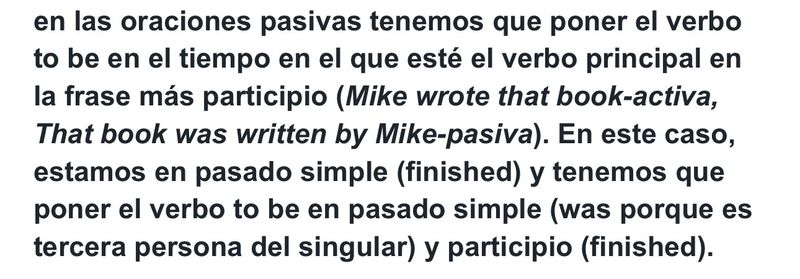 en las oraciones pasivas tenemos que poner el verbo
to be en el tiempo en el que esté el verbo principal en
la frase más participio (Mike wrote that book-activa,
That book was written by Mike-pasiva). En este caso,
estamos en pasado simple (finished) y tenemos que
poner el verbo to be en pasado simple (was porque es
tercera persona del singular) y participio (finished).